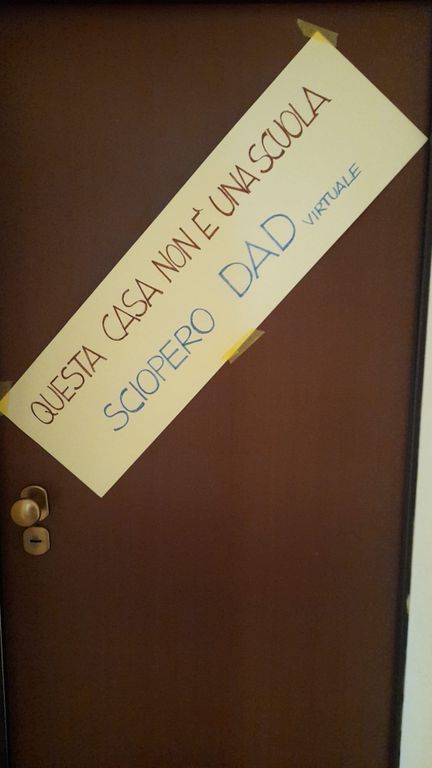 QUESTA CASA NON È UNA SCUOLA
SCIOPERO DAD VIRTUALE